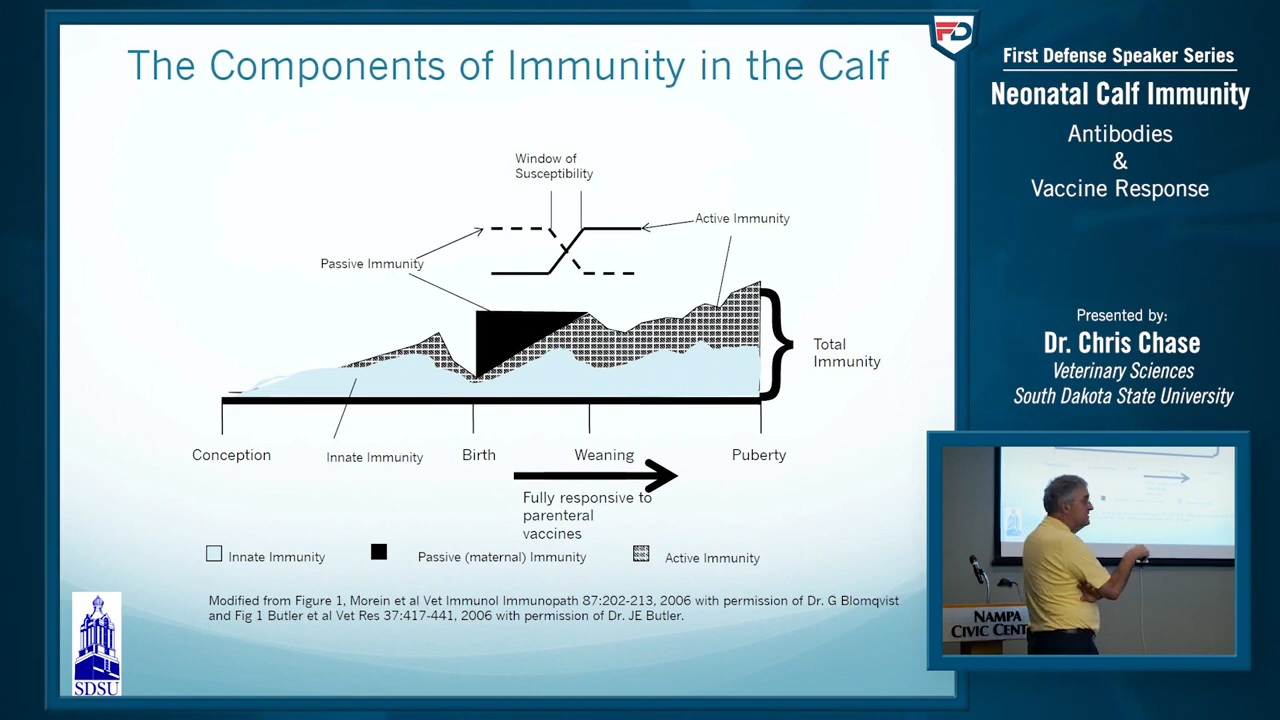 The Components of Immunity in the Calf
Window of
Susceptibility
Active Immunity
Passive Immunity
Total
Immunity
Conception
Innate Immunity
Birth
Weaning
Puberty
Fully responsive to
parenteral
vaccines
Innate Immunity
Passive (maternal) Immunity
Active Immunity
Modified from Figure 1, Morein et al Vet Immunol Immunopath 87:202-213, 2006 with permission of Dr. G Blomqvist
and Fig 1 Butler et al Vet Res 37:417-441, 2006 with permission of Dr. JE Butler.
SDSU
FD
First Defense Speaker Series
Neonatal Calf Immunity
Antibodies
&
Vaccine Response
Presented by:
Dr. Chris Chase
Veterinary Sciences
South Dakota State University
NAMPA
CIVIC CENT